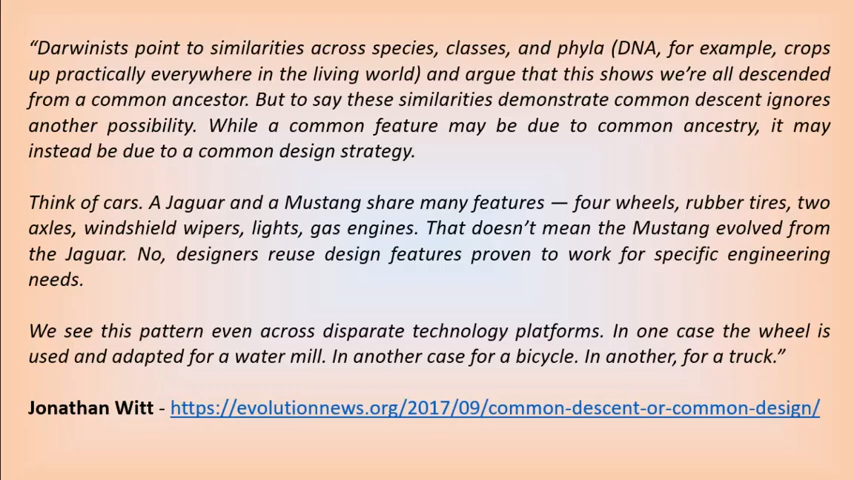 “Darwinists point to similarities across species, classes, and phyla (DNA, for example, crops
up practically everywhere in the living world) and argue that this shows we’re all descended
from a common ancestor. But to say these similarities demonstrate common descent ignores
another possibility. While a common feature may be due to common ancestry, it may
instead be due to a common design strategy.
Think of cars. A Jaguar and a Mustang share many features — four wheels, rubber tires, two
axles, windshield wipers, lights, gas engines. That doesn’t mean the Mustang evolved from
the Jaguar. No, designers reuse design features proven to work for specific engineering
needs.
We see this pattern even across disparate technology platforms. In one case the wheel is
used and adapted for a water mill. In another case for a bicycle. In another, for a truck.”
Jonathan Witt - https://evolutionnews.org/2017/09/common-descent-or-common-design/